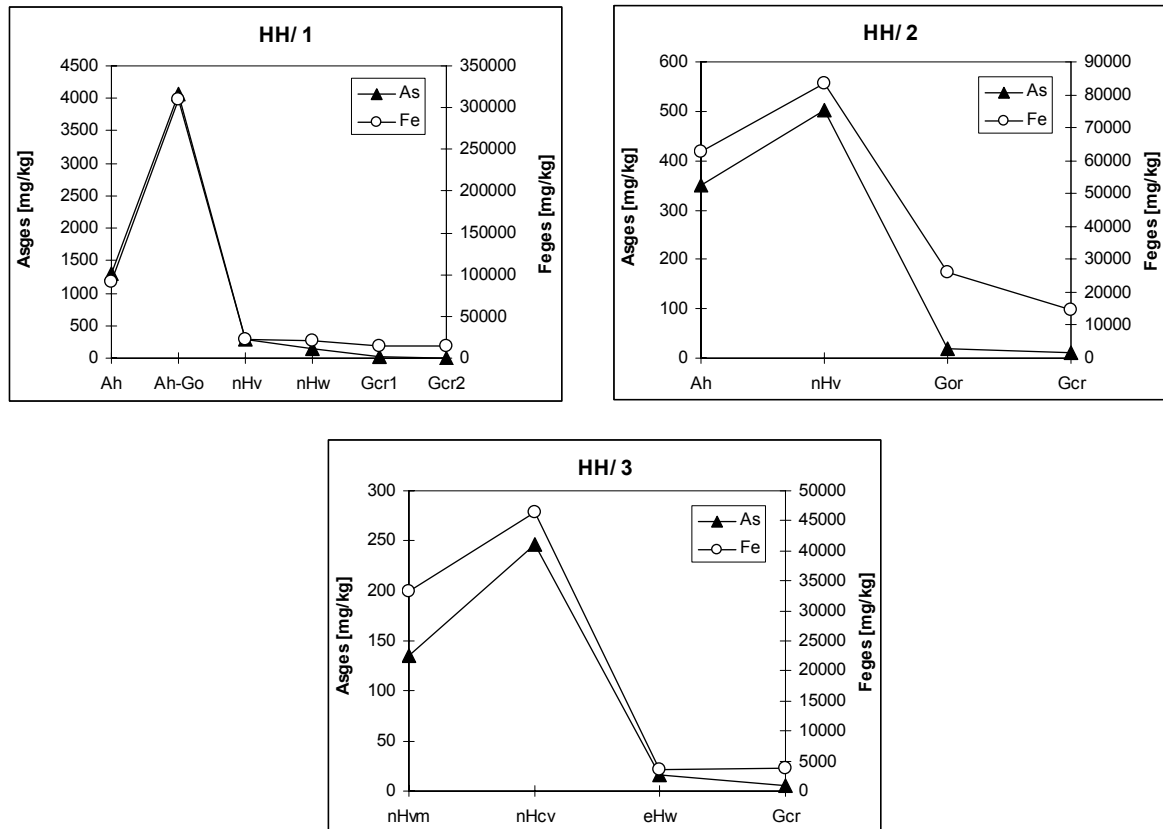 HH/ 1
4500
4000
3500
3000
2500
2000
1500
1000
500
0
Asges [mg/kg]
350000
300000
250000
200000
150000
100000
50000
0
Feges [mg/kg]
As
Fe
Ah Ah-Go nHv nHw Gcr1 Gcr2
HH/ 2
600
500
400
300
200
100
0
Asges [mg/kg]
90000
80000
70000
60000
50000
40000
30000
20000
10000
0
Feges [mg/kg]
As
Fe
Ah nHv Gor Gcr
HH/ 3
300
250
200
150
100
50
0
Asges [mg/kg]
50000
45000
40000
35000
30000
25000
20000
15000
10000
5000
0
Feges [mg/kg]
As
Fe
nHvm nHcv eHw Gcr